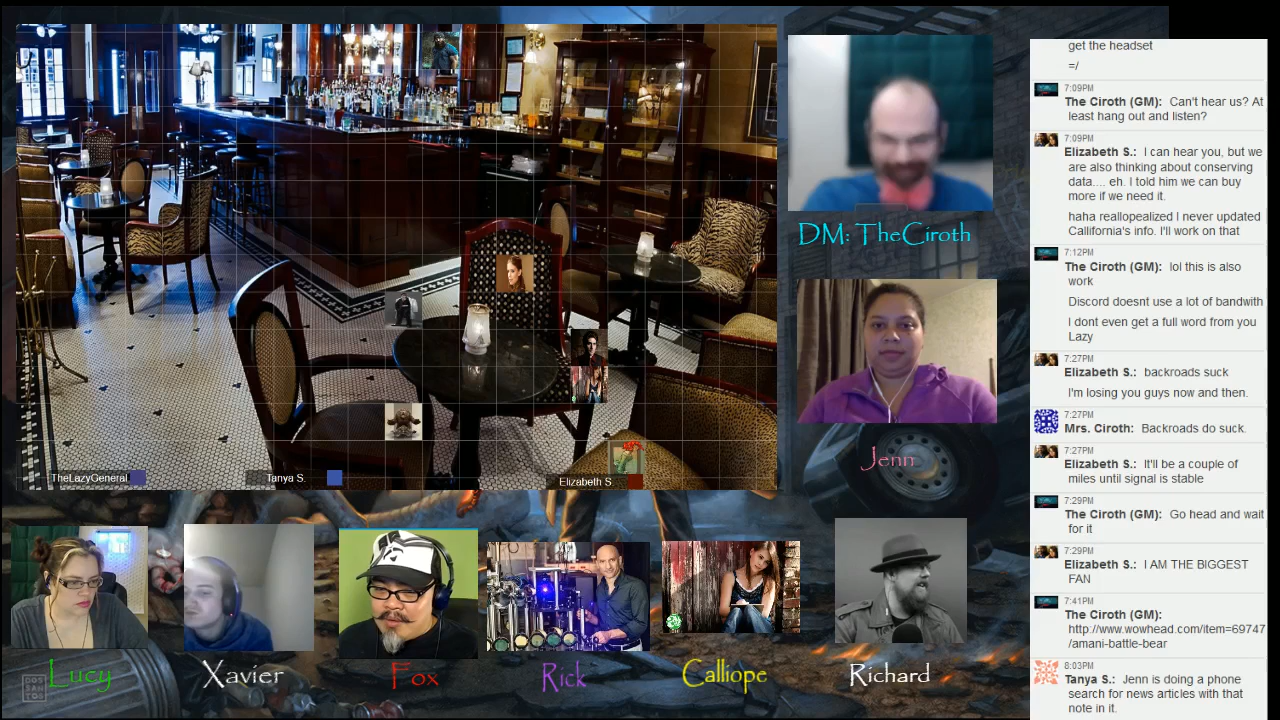 get the headset
=/
7:09PM
The Ciroth (GM): Can't hear us? At
least hang out and listen?
7:09PM
Elizabeth S.: I can hear you, but we
are also thinking about conserving
data.... eh. I told him we can buy
more if we need it.
haha reallopealized I never updated
Callifornia's info. I'll work on that
7:12PM
The Ciroth (GM): lol this is also
work
Discord doesnt use a lot of bandwith
I dont even get a full word from you
Lazy
7:27PM
Elizabeth S.: backroads suck
I'm losing you guys now and then.
7:27PM
Mrs. Ciroth: Backroads do suck.
7:27PM
Elizabeth S.: It'll be a couple of
miles until signal is stable
7:29PM
The Ciroth (GM): Go head and wait
for it
7:29PM
Elizabeth S.: I AM THE BIGGEST
FAN
7:41PM
The Ciroth (GM):
http://www.wowhead.com/item=69747
/amani-battle-bear
8:03PM
Tanya S.: Jenn is doing a phone
search for news articles with that
note in it.
DM: TheCiroth
Jenn
TheLazyGeneral
Tanya S.
Elizabeth S
Lucy
Xavier
Fox
Rick
Calliope
Richard
DOS
SAN
TOS